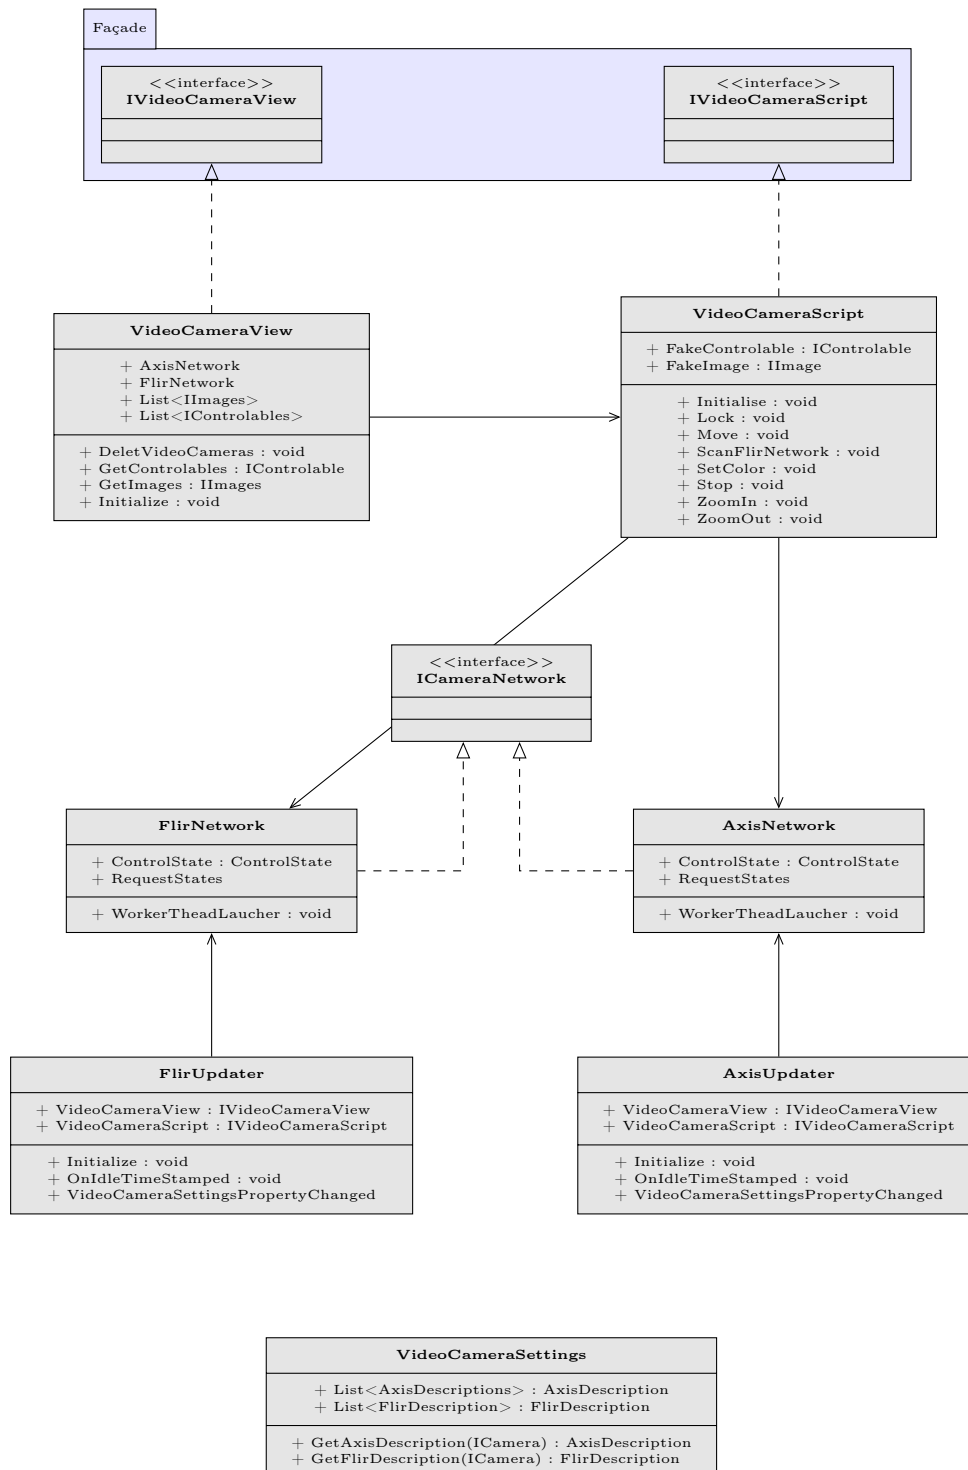 Façade
<<interface>>
IVideoCameraView
<<interface>>
IVideoCameraScript
VideoCameraView
+ AxisNetwork
+ FlirNetwork
+ List<IImages>
+ List<IControlables>
+ DeletVideoCameras : void
+ GetControlables : IControlable
+ GetImages : IImages
+ Initialize : void
VideoCameraScript
+ FakeControlable : IControlable
+ FakeImage : IImage
+ Initialise : void
+ Lock : void
+ Move : void
+ ScanFlirNetwork : void
+ SetColor : void
+ Stop : void
+ ZoomIn : void
+ ZoomOut : void
<<interface>>
ICameraNetwork
FlirNetwork
+ ControlState : ControlState
+ RequestStates
+ WorkerTheadLaucher : void
AxisNetwork
+ ControlState : ControlState
+ RequestStates
+ WorkerTheadLaucher : void
FlirUpdater
+ VideoCameraView : IVideoCameraView
+ VideoCameraScript : IVideoCameraScript
+ Initialize : void
+ OnIdleTimeStamped : void
+ VideoCameraSettingsPropertyChanged
AxisUpdater
+ VideoCameraView : IVideoCameraView
+ VideoCameraScript : IVideoCameraScript
+ Initialize : void
+ OnIdleTimeStamped : void
+ VideoCameraSettingsPropertyChanged
VideoCameraSettings
+ List<AxisDescriptions> : AxisDescription
+ List<FlirDescription> : FlirDescription
+ GetAxisDescription(ICamera) : AxisDescription
+ GetFlirDescription(ICamera) : FlirDescription